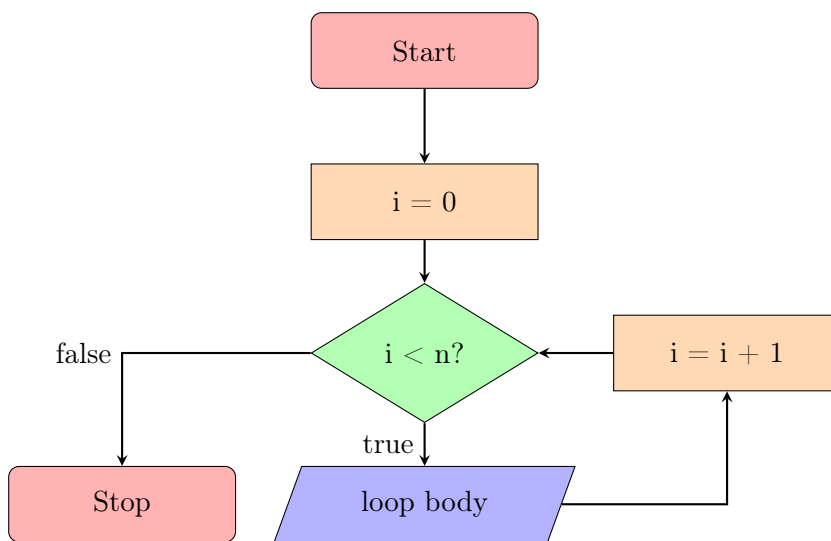 Start
i = 0
i < n?
i = i + 1
false
true
Stop
loop body